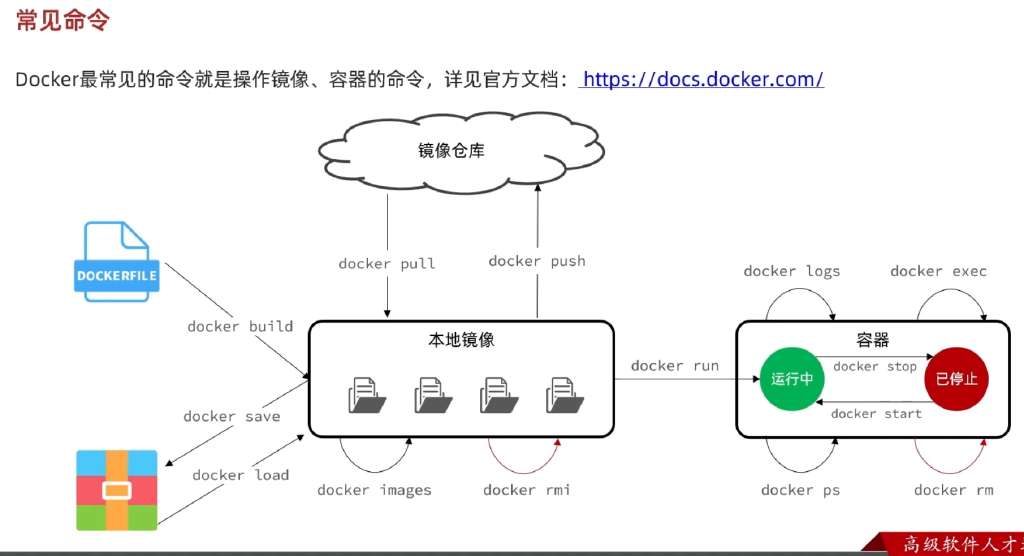 常见命令
Docker最常见的命令就是操作镜像、容器的命令，详见官方文档： https://docs.docker.com/
镜像仓库
docker pull
docker push
DOCKERFILE
docker build
docker logs
docker exec
本地镜像
容器
docker run
运行中
docker stop
已停止
docker start
docker save
docker load
docker images
docker rmi
docker ps
docker rm
高级软件人才